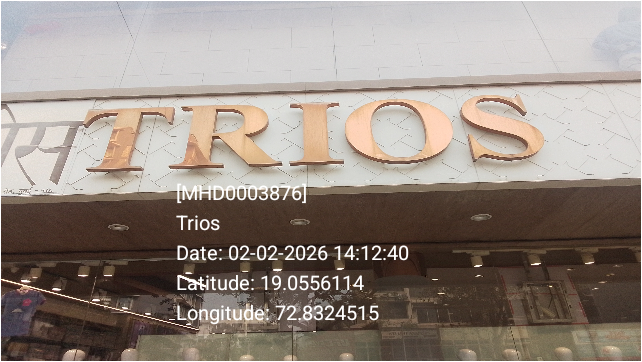 TRIOS
[MHD0003876]
Trios
Date: 02-02-2026 14:12:40
Latitude: 19.0556114
Longitude: 72.8324515